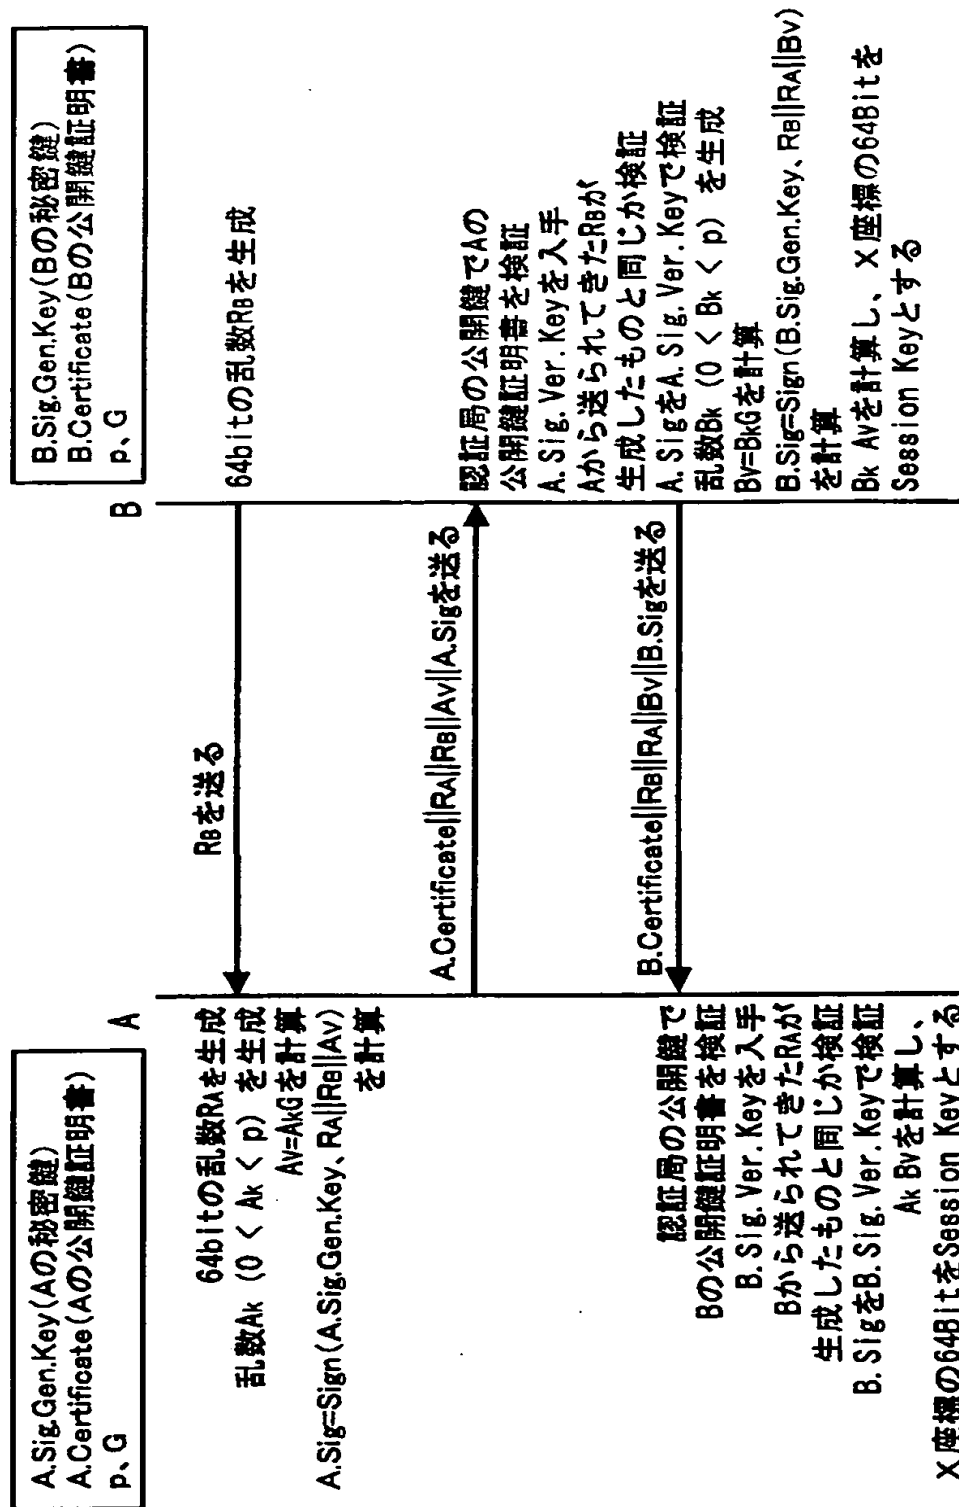 A.Sig.Gen.Key(Aの秘密鍵)
A.Certificate(Aの公開鍵証明書)
p、G
B.Sig.Gen.Key(Bの秘密鍵)
B.Certificate(Bの公開鍵証明書)
p、G
A
B
64bitの乱数RBを生成
RBを送る
64bitの乱数RAを生成
乱数Ak (0 < Ak < p) を生成
Av=AkGを計算
A.Sig=Sign(A.Sig.Gen.Key、RA||RB||Av)
を計算
A.Certificate||RA||RB||Av||A.Sigを送る
認証局の公開鍵でAの
公開鍵証明書を検証
A.Sig.Ver.Keyを入手
Aから送られてきたRBが
生成したものと同じか検証
A.SigをA.Sig.Ver.Keyで検証
乱数Bk (0 < Bk < p) を生成
Bv=BkGを計算
B.Sig=Sign(B.Sig.Gen.Key、RB||RA||Bv)
を計算
Bk Avを計算し、X座標の64Bitを
Session Keyとする
B.Certificate||RB||RA||Bv||B.Sigを送る
認証局の公開鍵で
Bの公開鍵証明書を検証
B.Sig.Ver.Keyを入手
Bから送られてきたRAが
生成したものと同じか検証
B.SigをB.Sig.Ver.Keyで検証
Ak Bvを計算し、
X座標の64BitをSession Keyとする